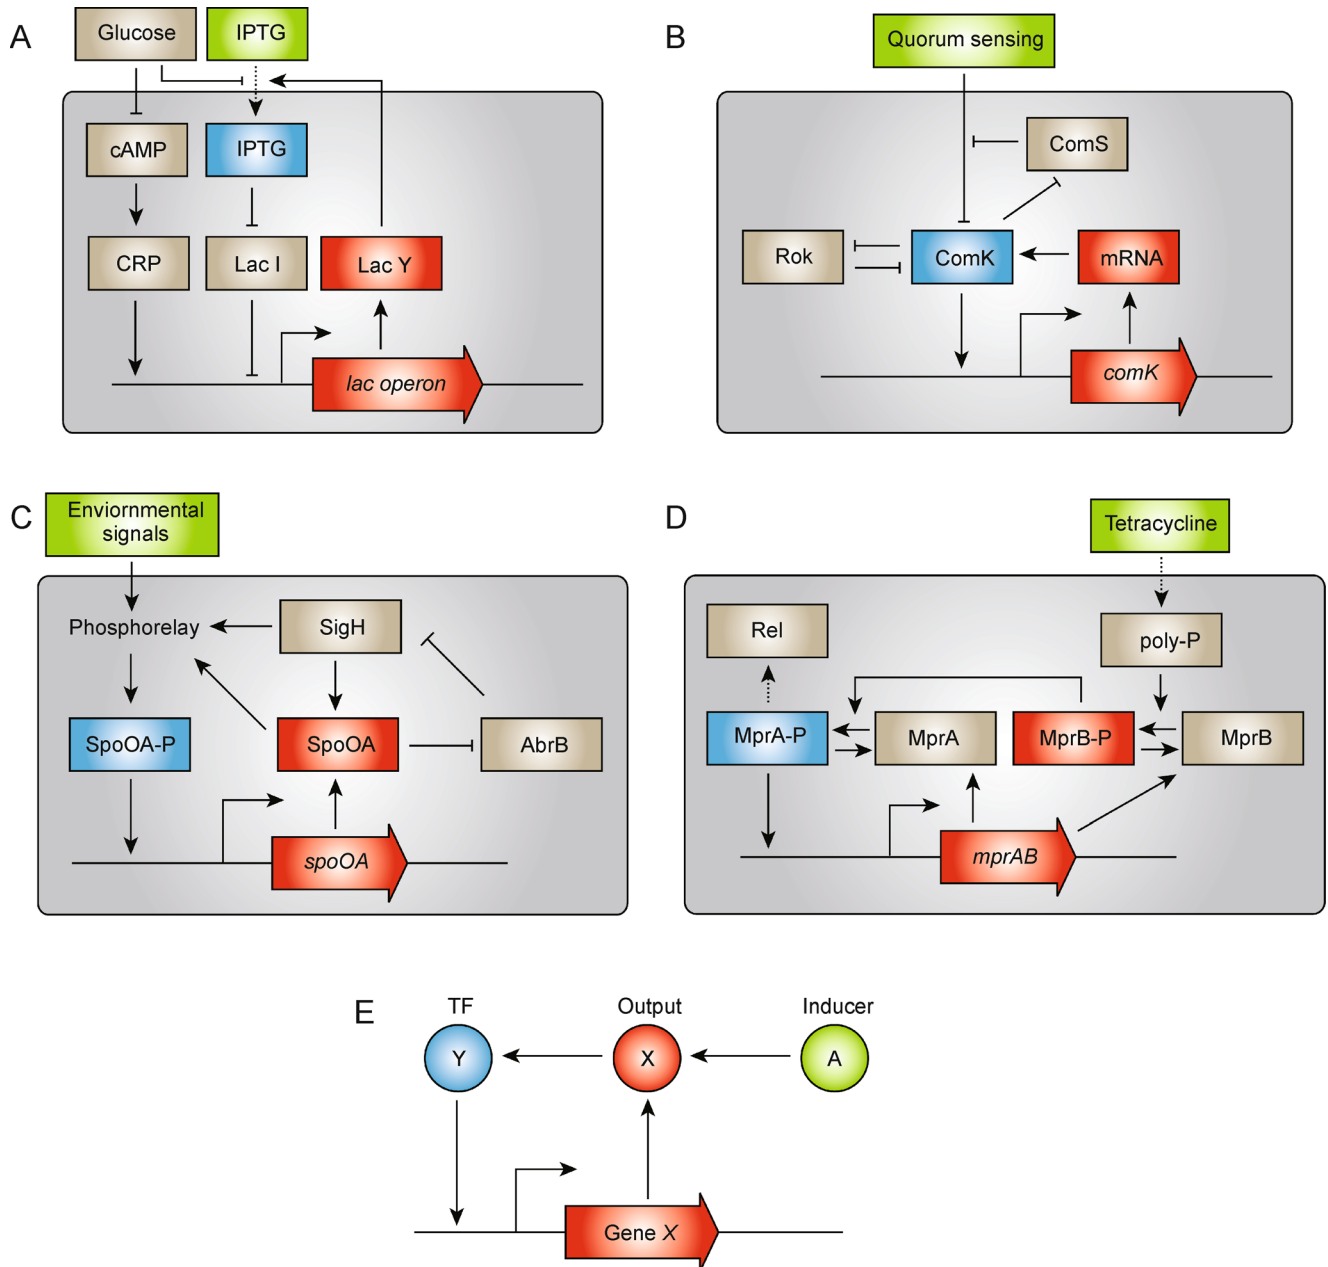 A
Glucose
IPTG
cAMP
IPTG
CRP
Lac I
Lac Y
lac operon
B
Quorum sensing
ComS
Rok
ComK
mRNA
comK
C
Enviornmental
signals
Phosphorelay
SigH
SpoOA-P
SpoOA
AbrB
spoOA
D
Tetracycline
Rel
poly-P
MprA-P
MprA
MprB-P
MprB
mprAB
E
TF
Output
Inducer
Y
X
A
Gene X